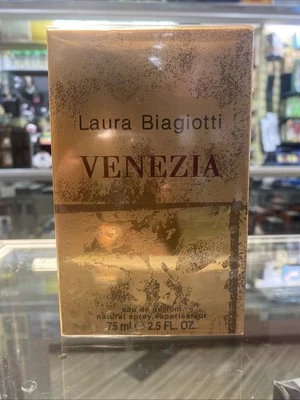 Laura Biagiotti
VENEZIA
eau de parfum
natural spray vaporisateur
75 ml ℮ 2.5 FL. OZ.